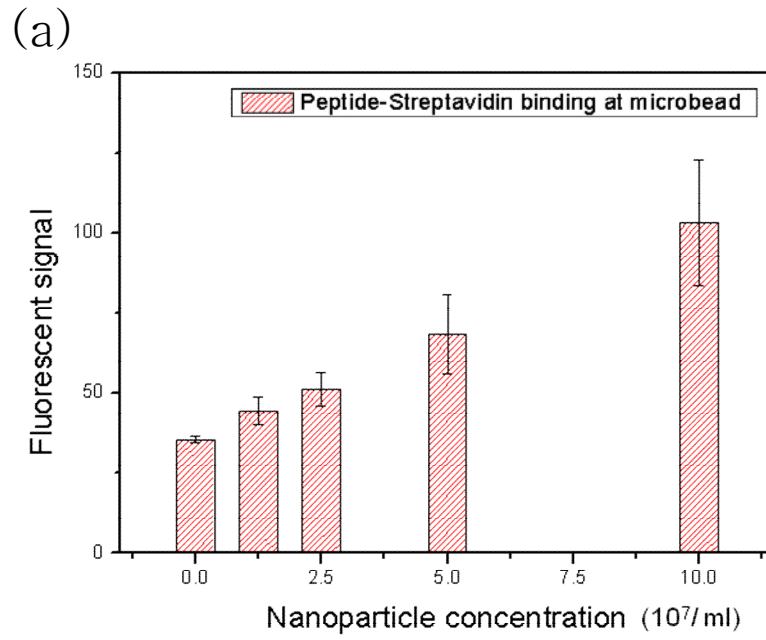 (a)
150
Peptide-Streptavidin binding at microbead
100
50
0
Fluorescent signal
0.0 2.5 5.0 7.5 10.0
Nanoparticle concentration (10⁷/ml)